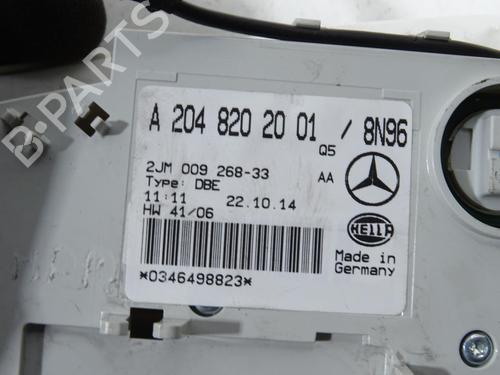 B-PARTS
A 204 820 20 01 / 8N96
Q5
2JM 009 268-33 AA
Type: DBE
11:11 22.10.14
HW 41/06
HELLA
Made in
Germany
*0346498823*